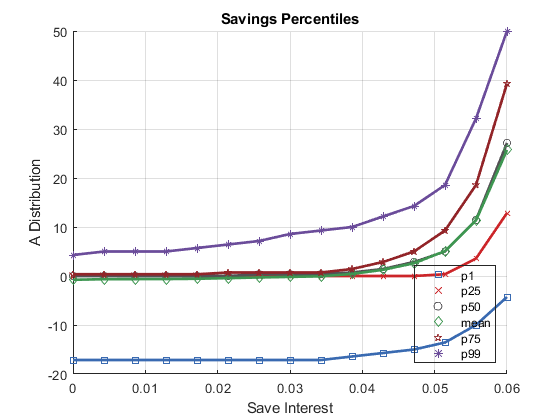 Savings Percentiles
50
40
30
20
10
0
-10
-20
A Distribution
p1
p25
p50
mean
p75
p99
0 0.01 0.02 0.03 0.04 0.05 0.06
Save Interest